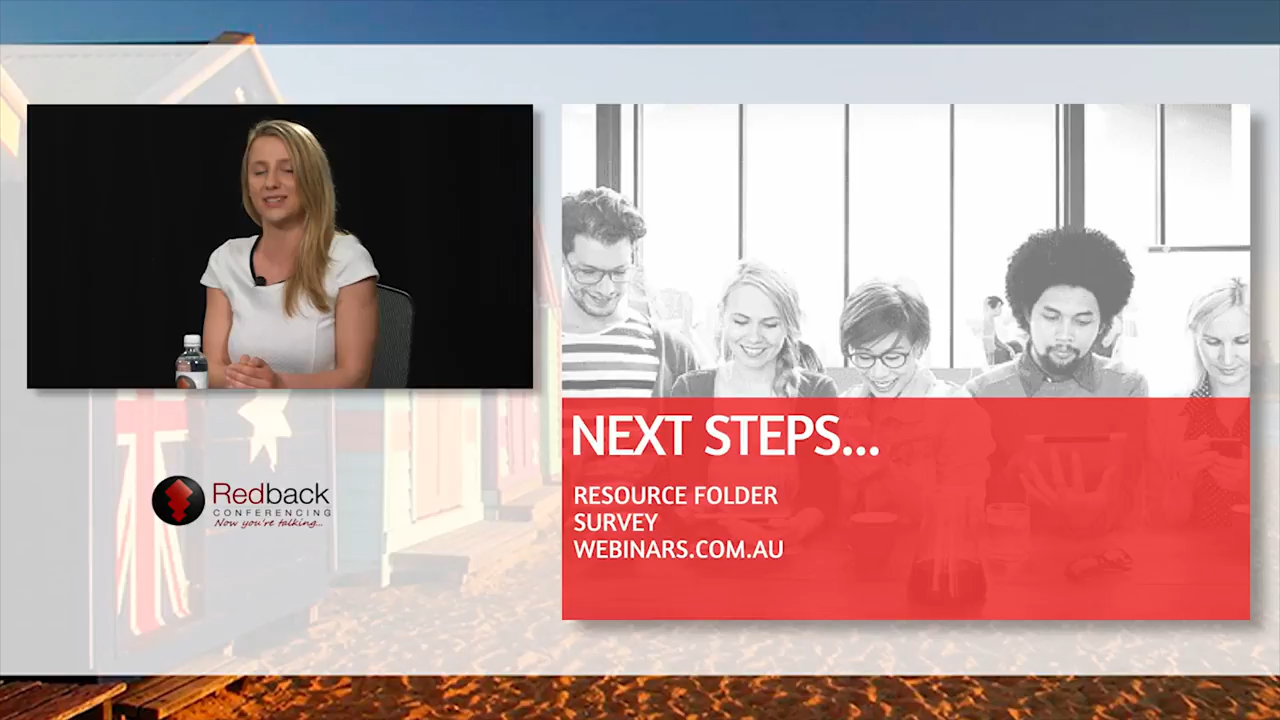 Redback
CONFERENCING
Now you're talking...
NEXT STEPS...
RESOURCE FOLDER
SURVEY
WEBINARS.COM.AU